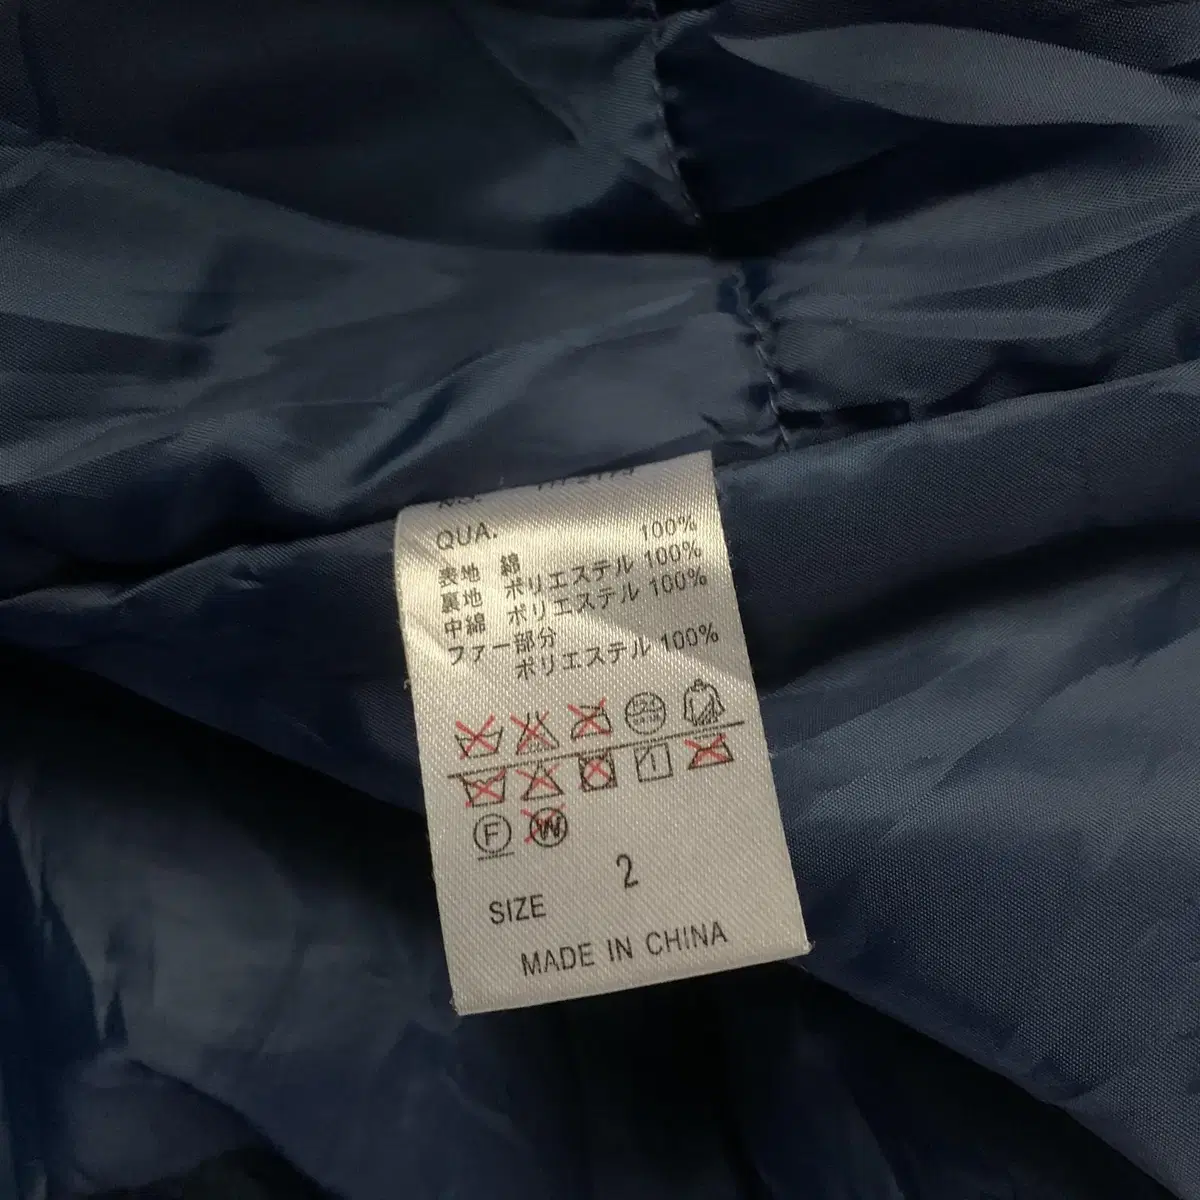 QUA.
表地 綿 100%
裏地 ポリエステル 100%
中綿 ポリエステル 100%
ファー部分
ポリエステル 100%
F W
SIZE 2
MADE IN CHINA